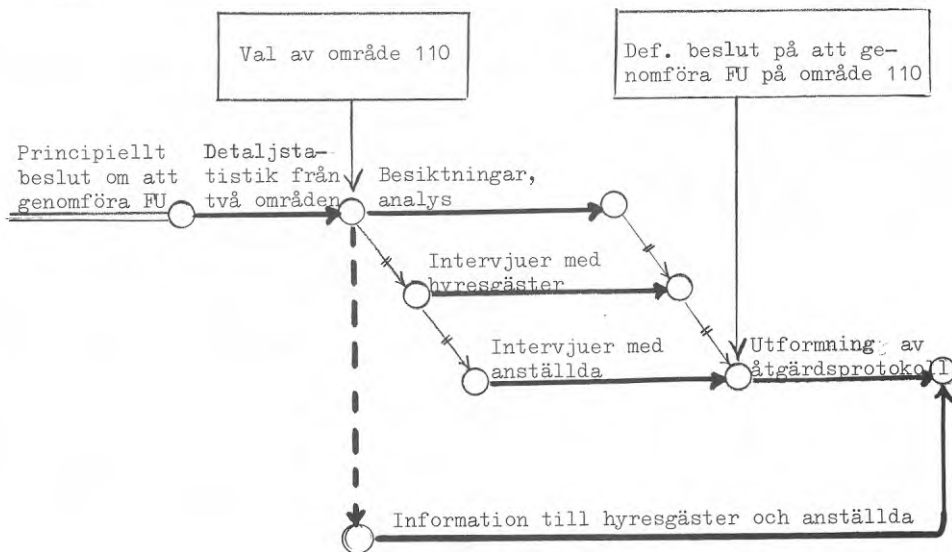 Val av område 110
Def. beslut på att ge-
nomföra FU på område 110
Principiellt
beslut om att
genomföra FU
Detaljsta-
tistik från
två områden
Besiktningar,
analys
Intervjuer med
hyresgäster
Intervjuer med
anställda
Utformning av
åtgärdsprotokoll
Information till hyresgäster och anställda